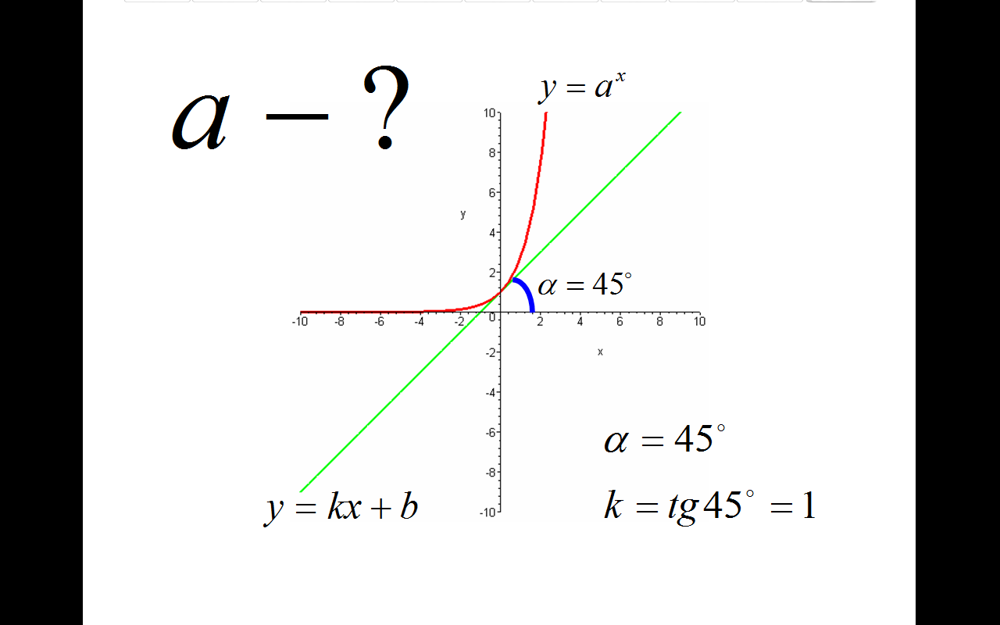 a – ?
y = a^x
10
8
6
y
4
2
α = 45°
-10 -8 -6 -4 -2 0 2 4 6 8 10
-2
x
-4
-6
α = 45°
-8
y = kx + b
k = tg 45° = 1
-10